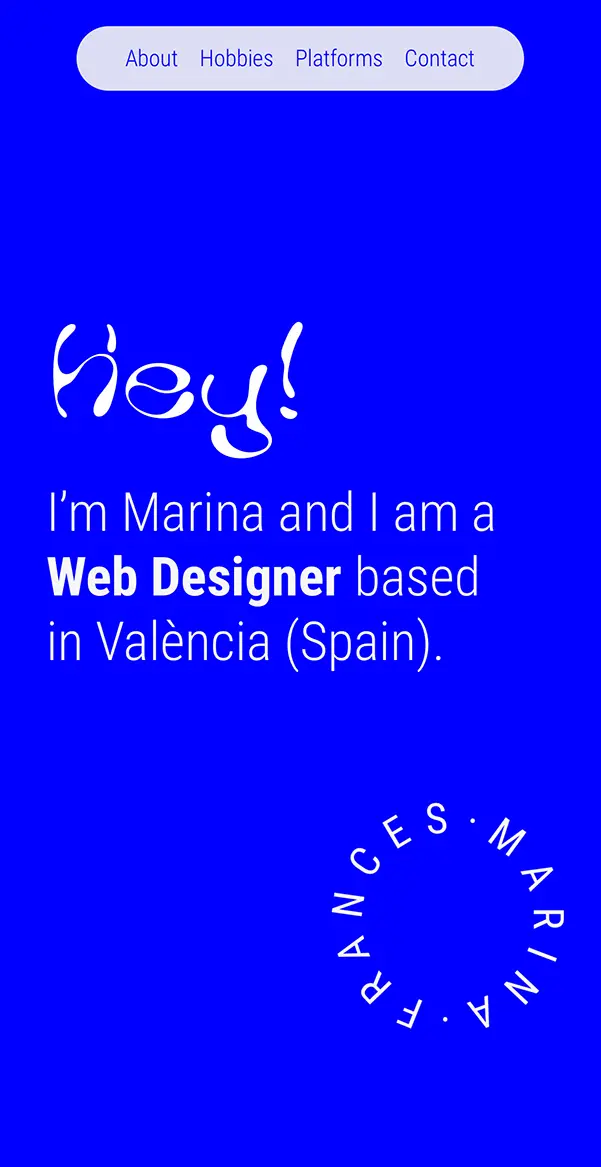 About Hobbies Platforms Contact
Hey!
I’m Marina and I am a
Web Designer based
in València (Spain).
MARINA · FRANCES ·